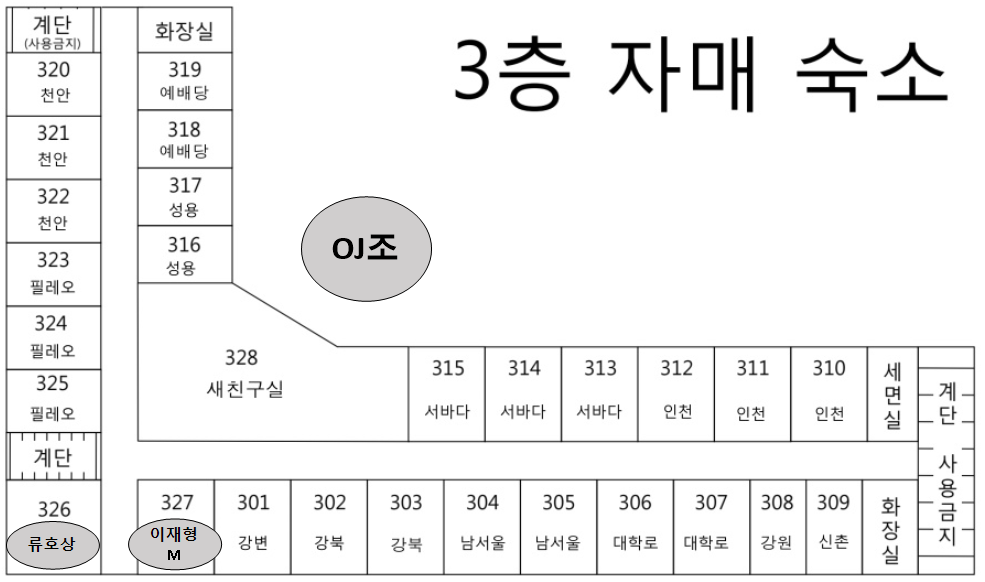 3층 자매 숙소
계단
(사용금지)
화장실
320
천안
319
예배당
321
천안
318
예배당
322
천안
317
성용
323
필레오
316
성용
OJ조
324
필레오
325
필레오
328
새친구실
315
서바다
314
서바다
313
서바다
312
인천
311
인천
310
인천
세면실
계단 사용금지
계단
326
류호상
327
이재형
M
301
강변
302
강북
303
강북
304
남서울
305
남서울
306
대학로
307
대학로
308
강원
309
신촌
화장실